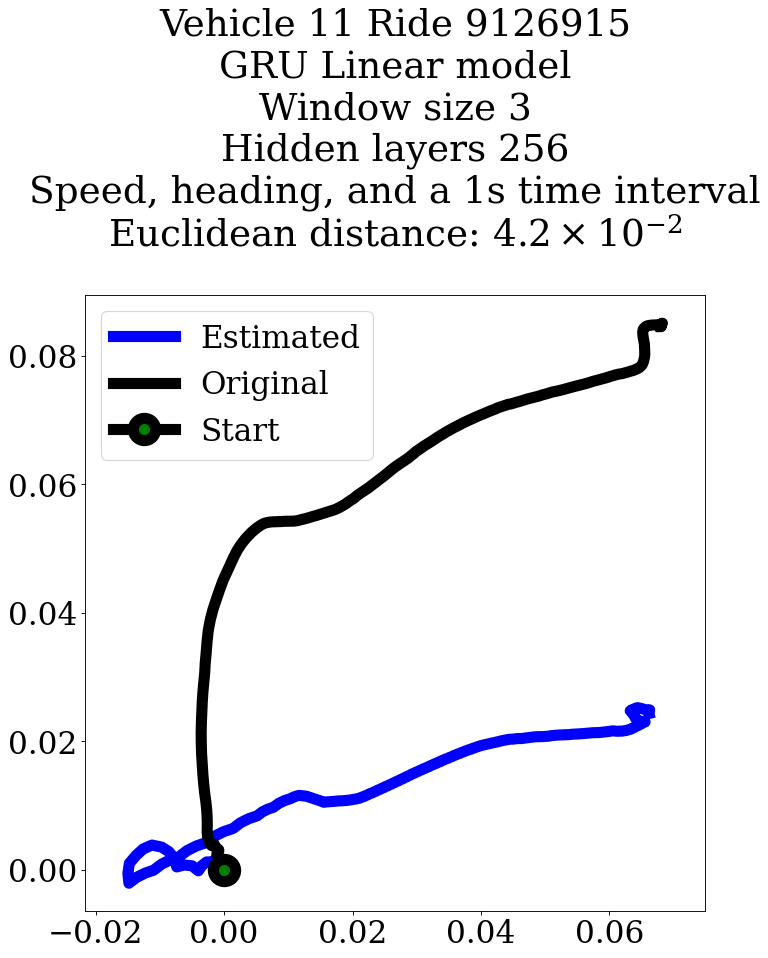 Vehicle 11 Ride 9126915
GRU Linear model
Window size 3
Hidden layers 256
Speed, heading, and a 1s time interval
Euclidean distance: 4.2 × 10⁻²
Estimated
Original
Start
0.08
0.06
0.04
0.02
0.00
−0.02 0.00 0.02 0.04 0.06